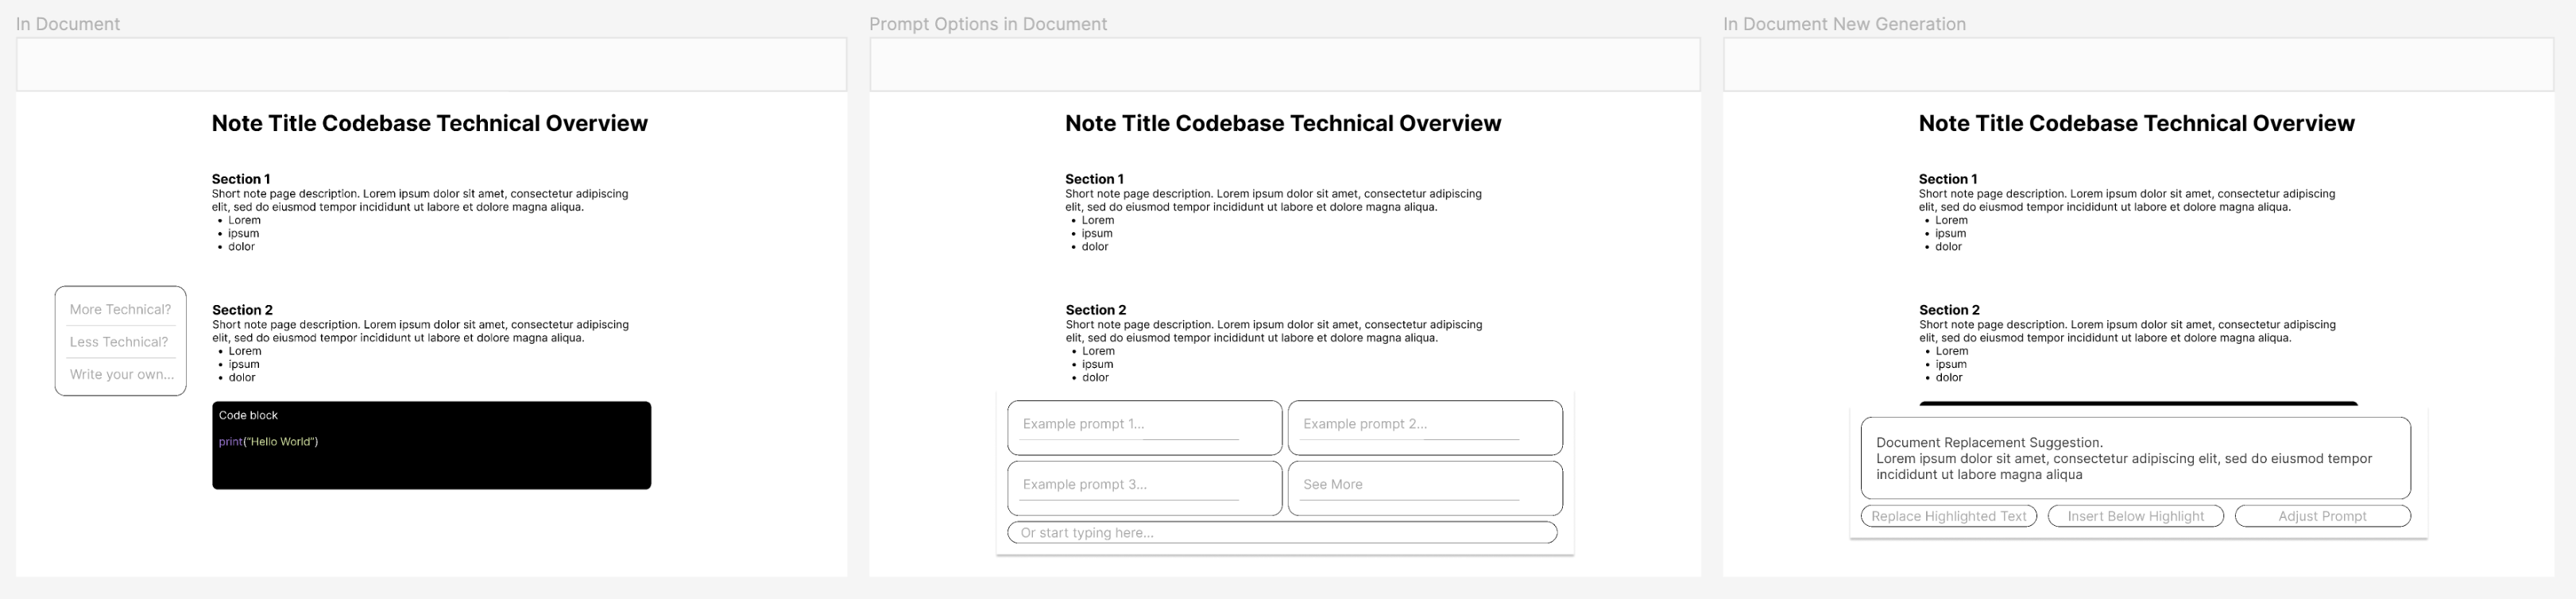 In Document
Note Title Codebase Technical Overview
Section 1
Short note page description. Lorem ipsum dolor sit amet, consectetur adipiscing
elit, sed do eiusmod tempor incididunt ut labore et dolore magna aliqua.
• Lorem
• ipsum
• dolor
More Technical?
Less Technical?
Write your own...
Section 2
Short note page description. Lorem ipsum dolor sit amet, consectetur adipiscing
elit, sed do eiusmod tempor incididunt ut labore et dolore magna aliqua.
• Lorem
• ipsum
• dolor
Code block
print("Hello World")
Prompt Options in Document
Note Title Codebase Technical Overview
Section 1
Short note page description. Lorem ipsum dolor sit amet, consectetur adipiscing
elit, sed do eiusmod tempor incididunt ut labore et dolore magna aliqua.
• Lorem
• ipsum
• dolor
Section 2
Short note page description. Lorem ipsum dolor sit amet, consectetur adipiscing
elit, sed do eiusmod tempor incididunt ut labore et dolore magna aliqua.
• Lorem
• ipsum
• dolor
Example prompt 1...
Example prompt 2...
Example prompt 3...
See More
Or start typing here...
In Document New Generation
Note Title Codebase Technical Overview
Section 1
Short note page description. Lorem ipsum dolor sit amet, consectetur adipiscing
elit, sed do eiusmod tempor incididunt ut labore et dolore magna aliqua.
• Lorem
• ipsum
• dolor
Section 2
Short note page description. Lorem ipsum dolor sit amet, consectetur adipiscing
elit, sed do eiusmod tempor incididunt ut labore et dolore magna aliqua.
• Lorem
• ipsum
• dolor
Document Replacement Suggestion.
Lorem ipsum dolor sit amet, consectetur adipiscing elit, sed do eiusmod tempor
incididunt ut labore magna aliqua
Replace Highlighted Text
Insert Below Highlight
Adjust Prompt